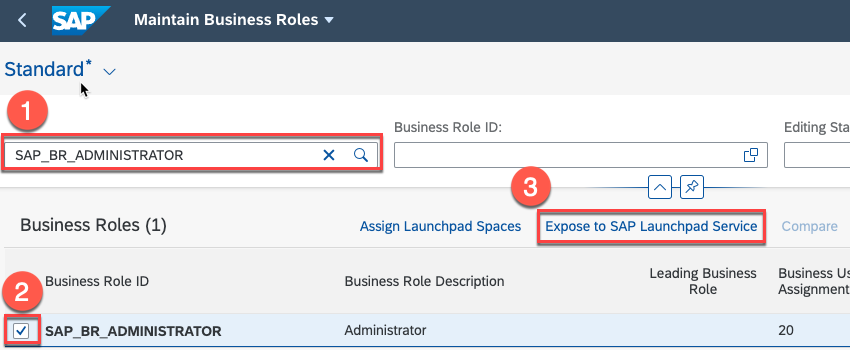 SAP Maintain Business Roles
Standard*
1
Business Role ID:
Editing Sta
SAP_BR_ADMINISTRATOR
3
Business Roles (1)
Assign Launchpad Spaces
Expose to SAP Launchpad Service
Compare
Business Role ID
Business Role Description
Leading Business
Role
Business Us
Assignment
2
SAP_BR_ADMINISTRATOR
Administrator
20